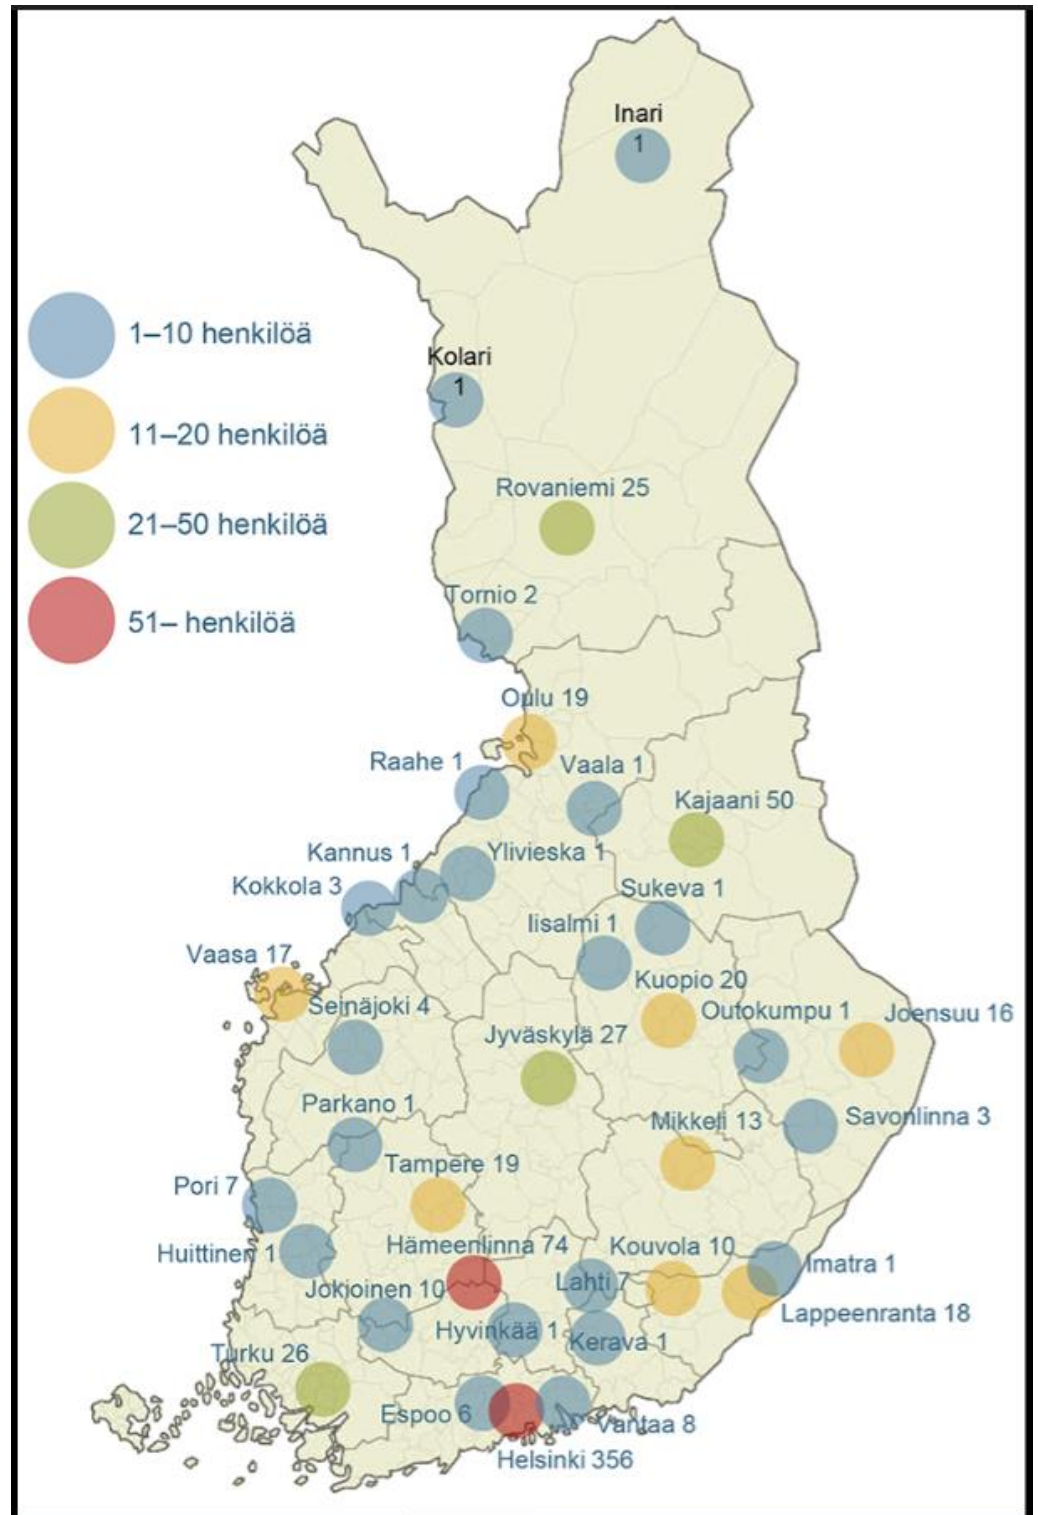 Inari
1
1–10 henkilöä
Kolari
1
11–20 henkilöä
Rovaniemi 25
21–50 henkilöä
Tornio 2
51– henkilöä
Oulu 19
Raahe 1
Vaala 1
Kajaani 50
Kannus 1
Ylivieska 1
Kokkola 3
Sukeva 1
Iisalmi 1
Vaasa 17
Kuopio 20
Seinäjoki 4
Outokumpu 1
Joensuu 16
Jyväskylä 27
Parkano 1
Mikkeli 13
Savonlinna 3
Tampere 19
Pori 7
Hämeenlinna 74
Kouvola 10
Huittinen 1
Imatra 1
Jokioinen 10
Lahti 7
Lappeenranta 18
Hyvinkää 1
Kerava 1
Turku 26
Espoo 6
Vantaa 8
Helsinki 356